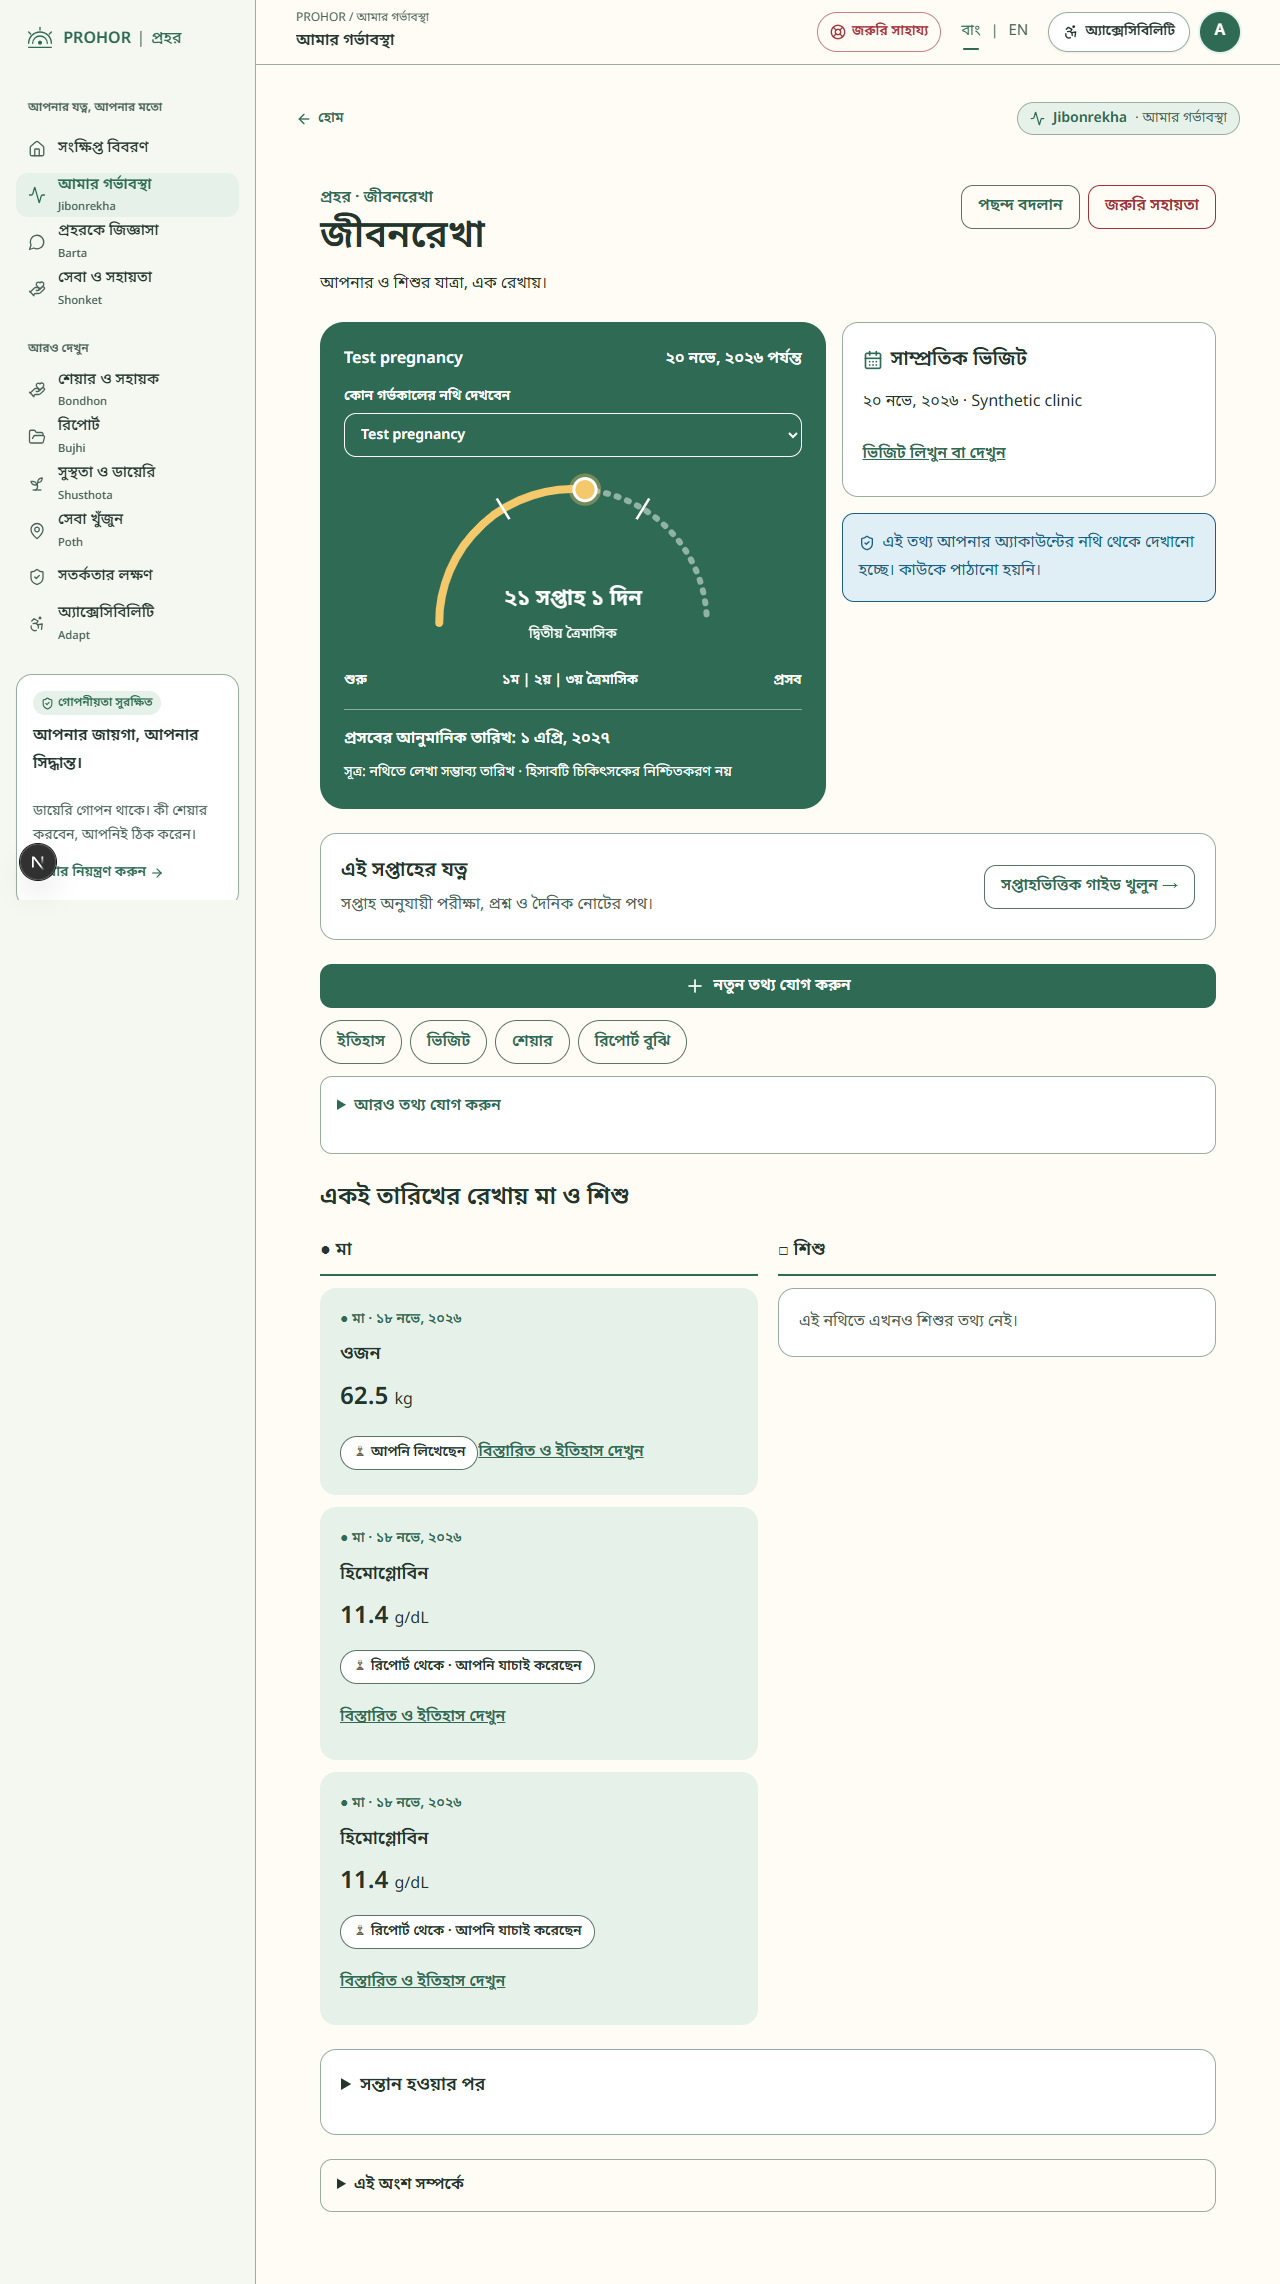 PROHOR | প্রহর
আপনার যত্ন, আপনার মতো
সংক্ষিপ্ত বিবরণ
আমার গর্ভাবস্থা
Jibonrekha
প্রহরকে জিজ্ঞাসা
Barta
সেবা ও সহায়তা
Shonket
আরও দেখুন
শেয়ার ও সহায়ক
Bondhon
রিপোর্ট
Bujhi
সুস্থতা ও ডায়েরি
Shusthota
সেবা খুঁজুন
Poth
সতর্কতার লক্ষণ
অ্যাক্সেসিবিলিটি
Adapt
গোপনীয়তা সুরক্ষিত
আপনার জায়গা, আপনার
সিদ্ধান্ত।
ডায়েরি গোপন থাকে। কী শেয়ার
করবেন, আপনিই ঠিক করেন।
N
নিয়ন্ত্রণ করুন →
PROHOR / আমার গর্ভাবস্থা
আমার গর্ভাবস্থা
জরুরি সাহায্য
বাং | EN
অ্যাক্সেসিবিলিটি
A
← হোম
Jibonrekha · আমার গর্ভাবস্থা
প্রহর · জীবনরেখা
জীবনরেখা
আপনার ও শিশুর যাত্রা, এক রেখায়।
পছন্দ বদলান
জরুরি সহায়তা
Test pregnancy
২০ নভে, ২০২৬ পর্যন্ত
কোন গর্ভকালের নথি দেখবেন
Test pregnancy
২১ সপ্তাহ ১ দিন
দ্বিতীয় ত্রৈমাসিক
শুরু
১ম | ২য় | ৩য় ত্রৈমাসিক
প্রসব
প্রসবের আনুমানিক তারিখ: ১ এপ্রি, ২০২৭
সূত্র: নথিতে লেখা সম্ভাব্য তারিখ · হিসাবটি চিকিৎসকের নিশ্চিতকরণ নয়
সাম্প্রতিক ভিজিট
২০ নভে, ২০২৬ · Synthetic clinic
ভিজিট লিখুন বা দেখুন
এই তথ্য আপনার অ্যাকাউন্টের নথি থেকে দেখানো
হচ্ছে। কাউকে পাঠানো হয়নি।
এই সপ্তাহের যত্ন
সপ্তাহ অনুযায়ী পরীক্ষা, প্রশ্ন ও দৈনিক নোটের পথ।
সপ্তাহভিত্তিক গাইড খুলুন →
+ নতুন তথ্য যোগ করুন
ইতিহাস
ভিজিট
শেয়ার
রিপোর্ট বুঝি
▶ আরও তথ্য যোগ করুন
একই তারিখের রেখায় মা ও শিশু
● মা
□ শিশু
● মা · ১৮ নভে, ২০২৬
ওজন
62.5 kg
⏳ আপনি লিখেছেন
বিস্তারিত ও ইতিহাস দেখুন
এই নথিতে এখনও শিশুর তথ্য নেই।
● মা · ১৮ নভে, ২০২৬
হিমোগ্লোবিন
11.4 g/dL
⏳ রিপোর্ট থেকে · আপনি যাচাই করেছেন
বিস্তারিত ও ইতিহাস দেখুন
● মা · ১৮ নভে, ২০২৬
হিমোগ্লোবিন
11.4 g/dL
⏳ রিপোর্ট থেকে · আপনি যাচাই করেছেন
বিস্তারিত ও ইতিহাস দেখুন
▶ সন্তান হওয়ার পর
▶ এই অংশ সম্পর্কে